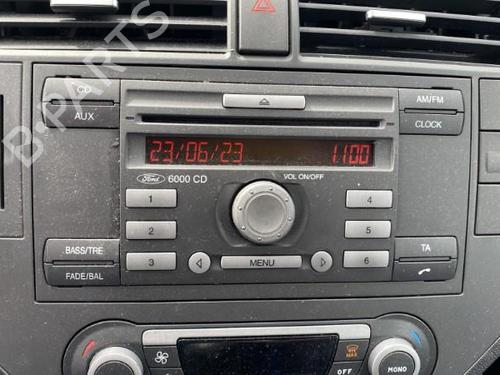 CD
AUX
AM/FM
CLOCK
23/06/23 1100
Ford 6000 CD VOL ON/OFF
1 4
2 5
3 6
BASS/TRE
FADE/BAL
MENU
TA
MAX
OFF
MONO
B-PARTS